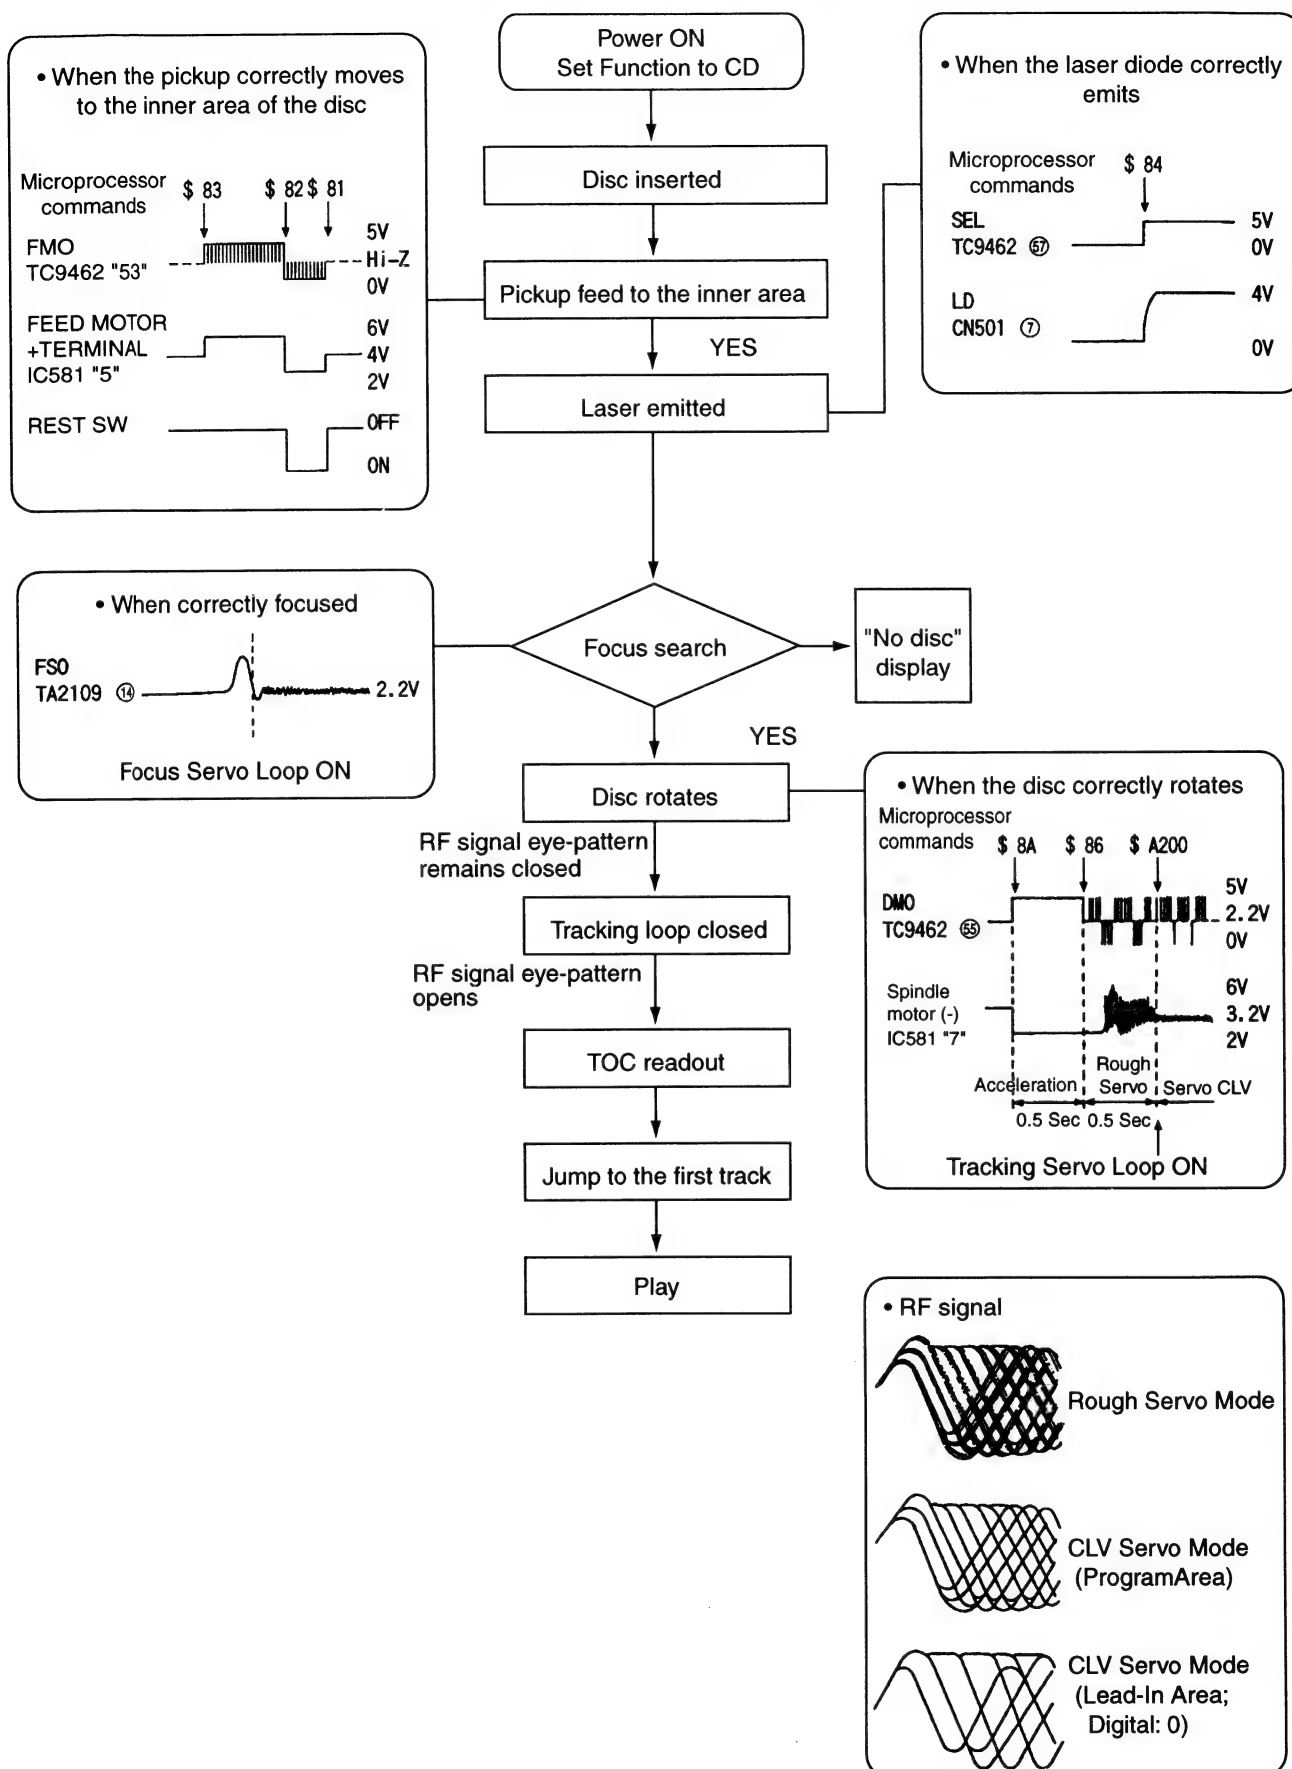 Power ON
Set Function to CD
• When the pickup correctly moves
to the inner area of the disc
Microprocessor
commands
$ 83
$ 82
$ 81
FMO
TC9462 "53"
5V
Hi-Z
0V
FEED MOTOR
+TERMINAL
IC581 "5"
6V
4V
2V
REST SW
OFF
ON
• When the laser diode correctly
emits
Microprocessor
commands
$ 84
SEL
TC9462 57
5V
0V
LD
CN501 7
4V
0V
Disc inserted
Pickup feed to the inner area
YES
Laser emitted
• When correctly focused
FSO
TA2109 14
2.2V
Focus Servo Loop ON
Focus search
"No disc"
display
YES
Disc rotates
RF signal eye-pattern
remains closed
Tracking loop closed
RF signal eye-pattern
opens
TOC readout
Jump to the first track
Play
• When the disc correctly rotates
Microprocessor
commands
$ 8A
$ 86
$ A200
DMO
TC9462 55
5V
2.2V
0V
Spindle
motor (-)
IC581 "7"
6V
3.2V
2V
Acceleration
Rough
Servo
Servo CLV
0.5 Sec
0.5 Sec
Tracking Servo Loop ON
• RF signal
Rough Servo Mode
CLV Servo Mode
(ProgramArea)
CLV Servo Mode
(Lead-In Area;
Digital: 0)